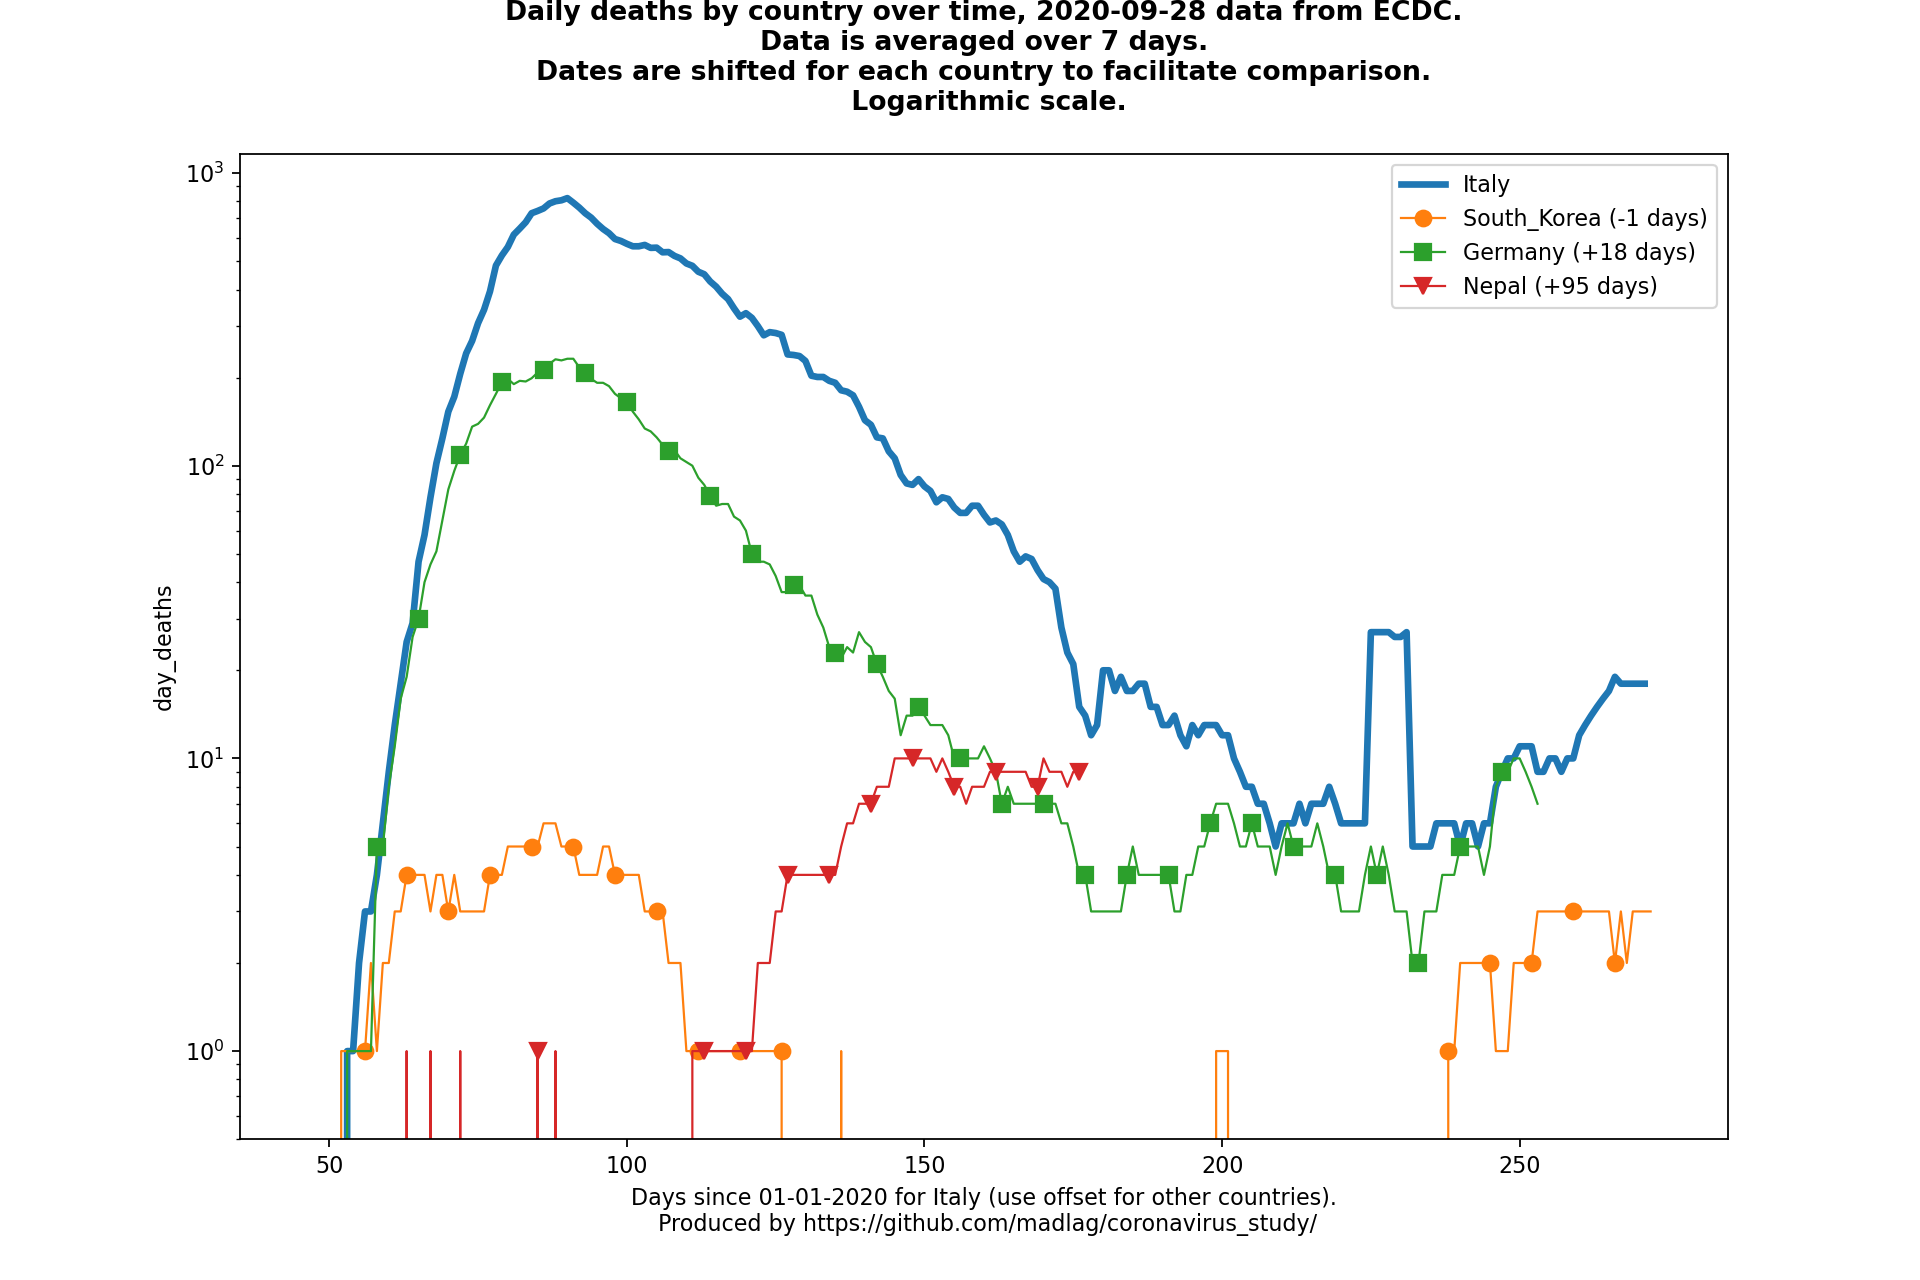 Daily deaths by country over time, 2020-09-28 data from ECDC.
Data is averaged over 7 days.
Dates are shifted for each country to facilitate comparison.
Logarithmic scale.
10³
10²
10¹
10⁰
day_deaths
Italy
South_Korea (-1 days)
Germany (+18 days)
Nepal (+95 days)
50 100 150 200 250
Days since 01-01-2020 for Italy (use offset for other countries).
Produced by https://github.com/madlag/coronavirus_study/